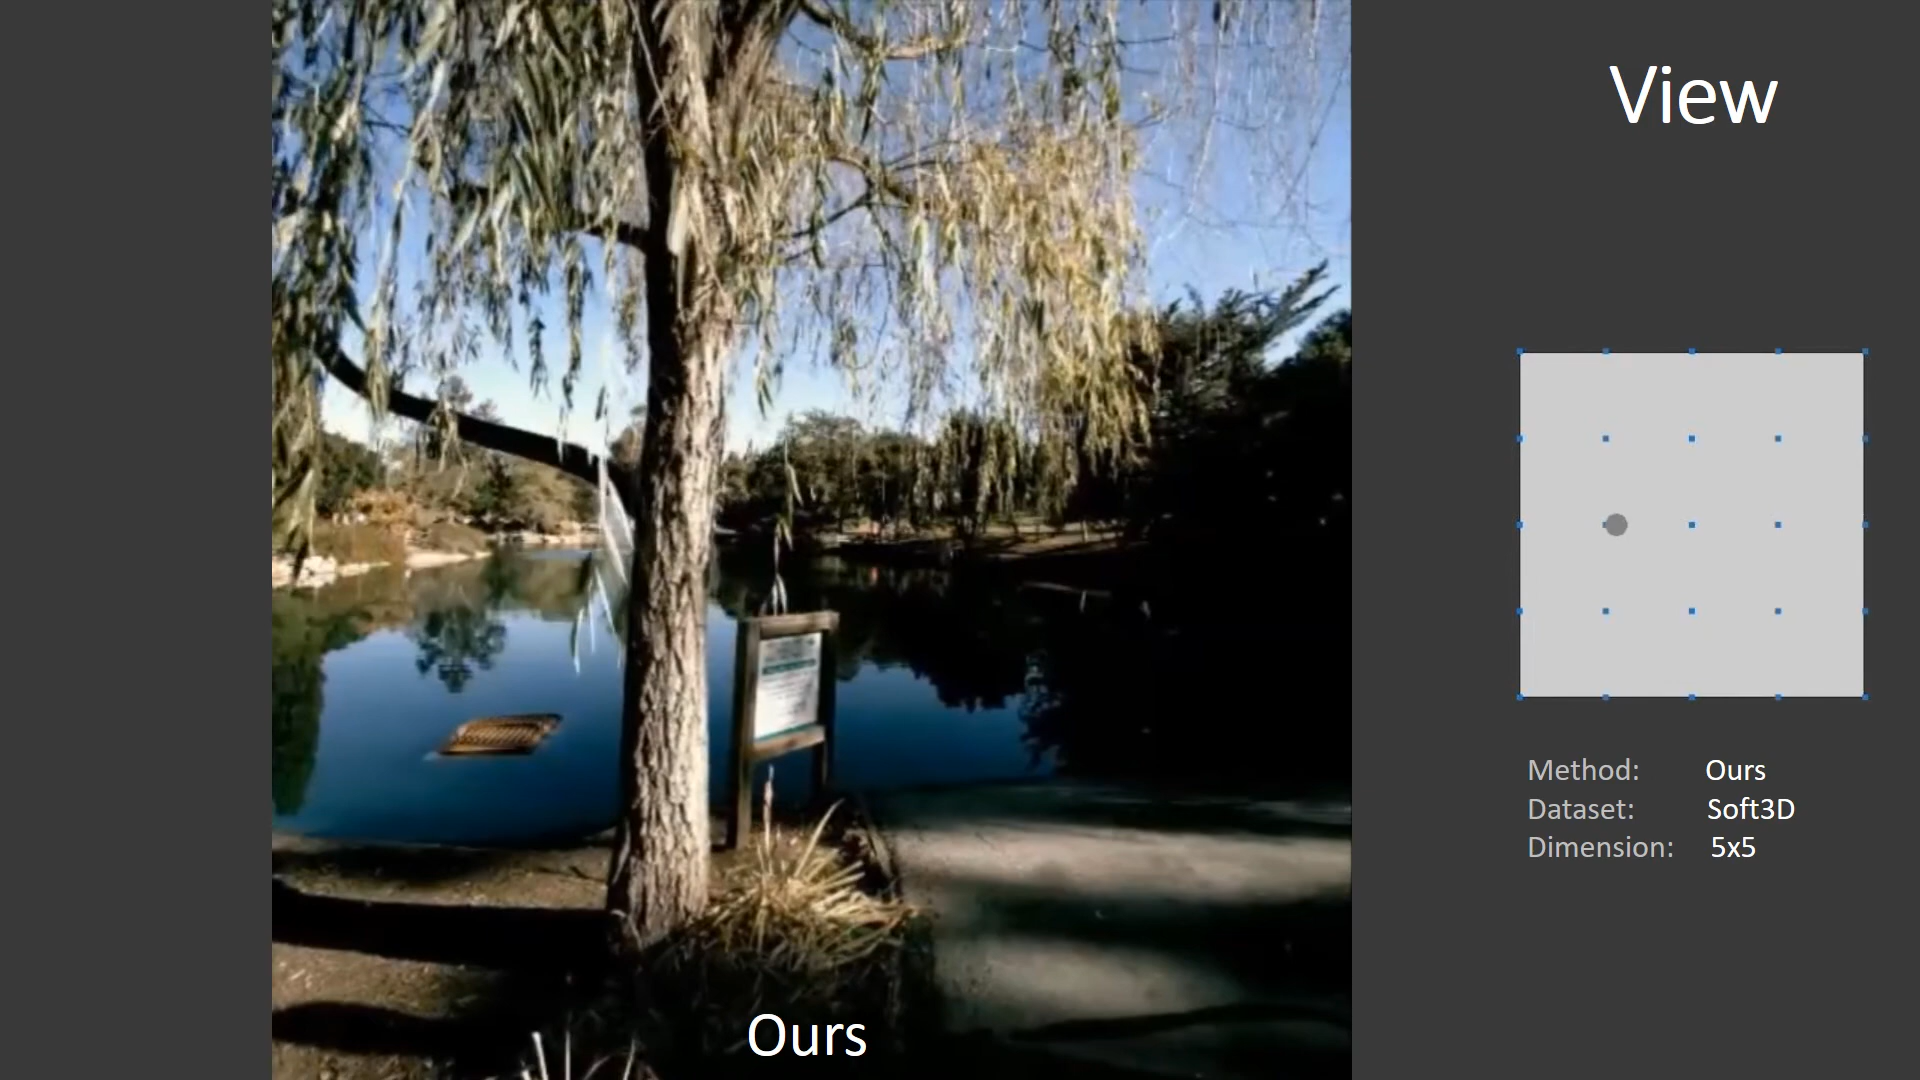 View
Method: Ours
Dataset: Soft3D
Dimension: 5x5
Ours